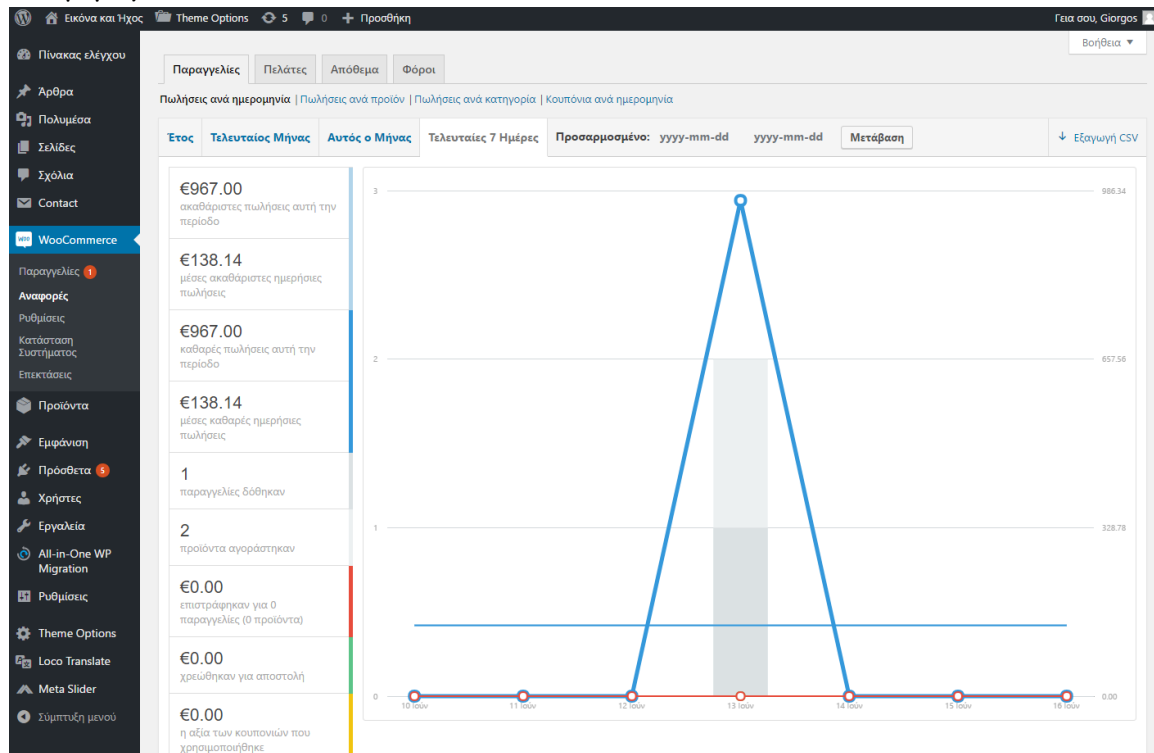 Εικόνα και Ήχος Theme Options 5 0 Προσθήκη Γεια σου, Giorgos
Βοήθεια
Πίνακας ελέγχου
Άρθρα
Πολυμέσα
Σελίδες
Σχόλια
Contact
WooCommerce
Παραγγελίες 1
Αναφορές
Ρυθμίσεις
Κατάσταση
Συστήματος
Επεκτάσεις
Προϊόντα
Εμφάνιση
Πρόσθετα 5
Χρήστες
Εργαλεία
All-in-One WP
Migration
Ρυθμίσεις
Theme Options
Loco Translate
Meta Slider
Σύμπτυξη μενού
Παραγγελίες Πελάτες Απόθεμα Φόροι
Πωλήσεις ανά ημερομηνία | Πωλήσεις ανά προϊόν | Πωλήσεις ανά κατηγορία | Κουπόνια ανά ημερομηνία
Έτος Τελευταίος Μήνας Αυτός ο Μήνας Τελευταίες 7 Ημέρες Προσαρμοσμένο: yyyy-mm-dd yyyy-mm-dd Μετάβαση Εξαγωγή CSV
€967.00
ακαθάριστες πωλήσεις αυτή την
περίοδο
€138.14
μέσες ακαθάριστες ημερήσιες
πωλήσεις
€967.00
καθαρές πωλήσεις αυτή την
περίοδο
€138.14
μέσες καθαρές ημερήσιες
πωλήσεις
1
παραγγελίες δόθηκαν
2
προϊόντα αγοράστηκαν
€0.00
επιστράφηκαν για 0
παραγγελίες (0 προϊόντα)
€0.00
χρεώθηκαν για αποστολή
€0.00
η αξία των κουπονιών που
χρησιμοποιήθηκε
3 986.34
2 657.56
1 328.78
0 0.00
10 Ιούν 11 Ιούν 12 Ιούν 13 Ιούν 14 Ιούν 15 Ιούν 16 Ιούν